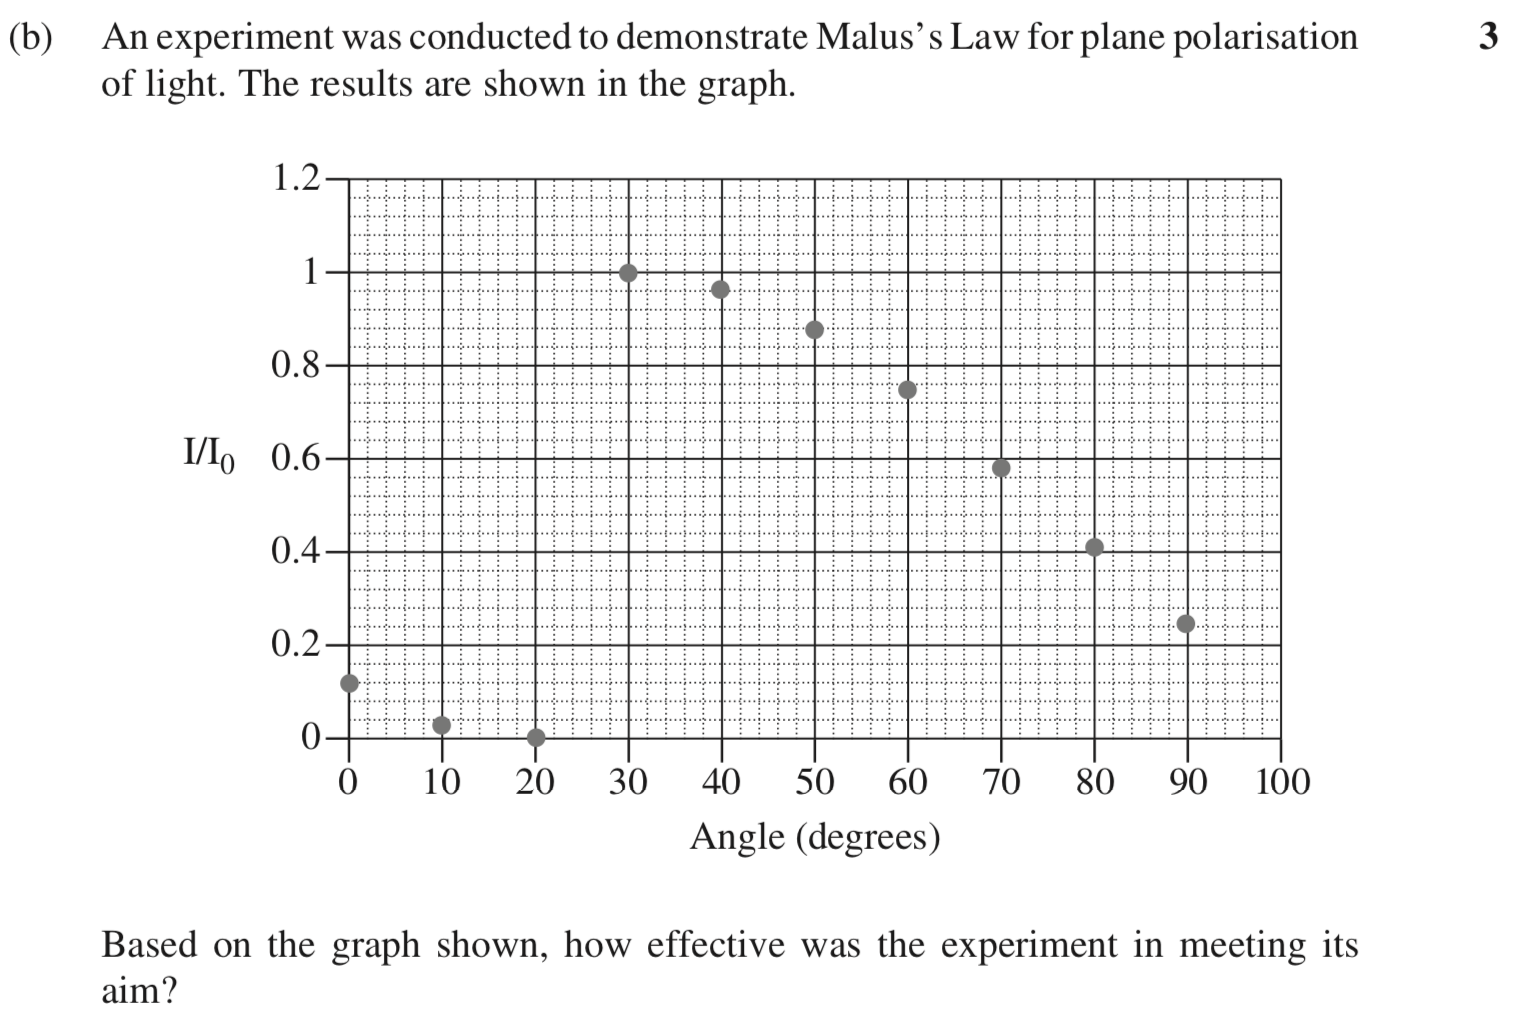 (b) An experiment was conducted to demonstrate Malus’s Law for plane polarisation 3
of light. The results are shown in the graph.
1.2
1
0.8
I/I₀ 0.6
0.4
0.2
0
0 10 20 30 40 50 60 70 80 90 100
Angle (degrees)
Based on the graph shown, how effective was the experiment in meeting its
aim?